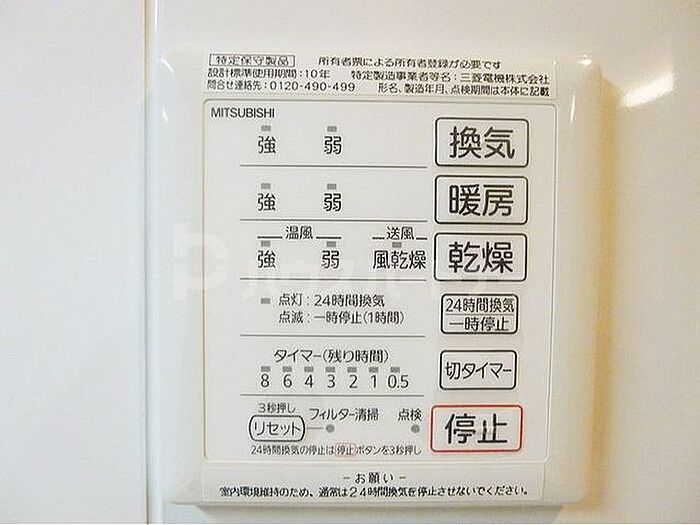 特定保守製品 所有者票による所有者登録が必要です
設計標準使用期間:10年 特定製造事業者等名:三菱電機株式会社
問合せ連絡先:0120-490-499 形名、製造年月、点検期間は本体に記載
MITSUBISHI
強 弱 換気
強 弱 暖房
温風 送風
強 弱 風乾燥 乾燥
点灯:24時間換気
点滅:一時停止(1時間)
24時間換気
一時停止
タイマー(残り時間)
8 6 4 3 2 1 0.5
切タイマー
3秒押し
リセット フィルター清掃 点検
停止
24時間換気の停止は停止ボタンを3秒押し
-お願い-
室内環境維持のため、通常は24時間換気を停止させないでください。